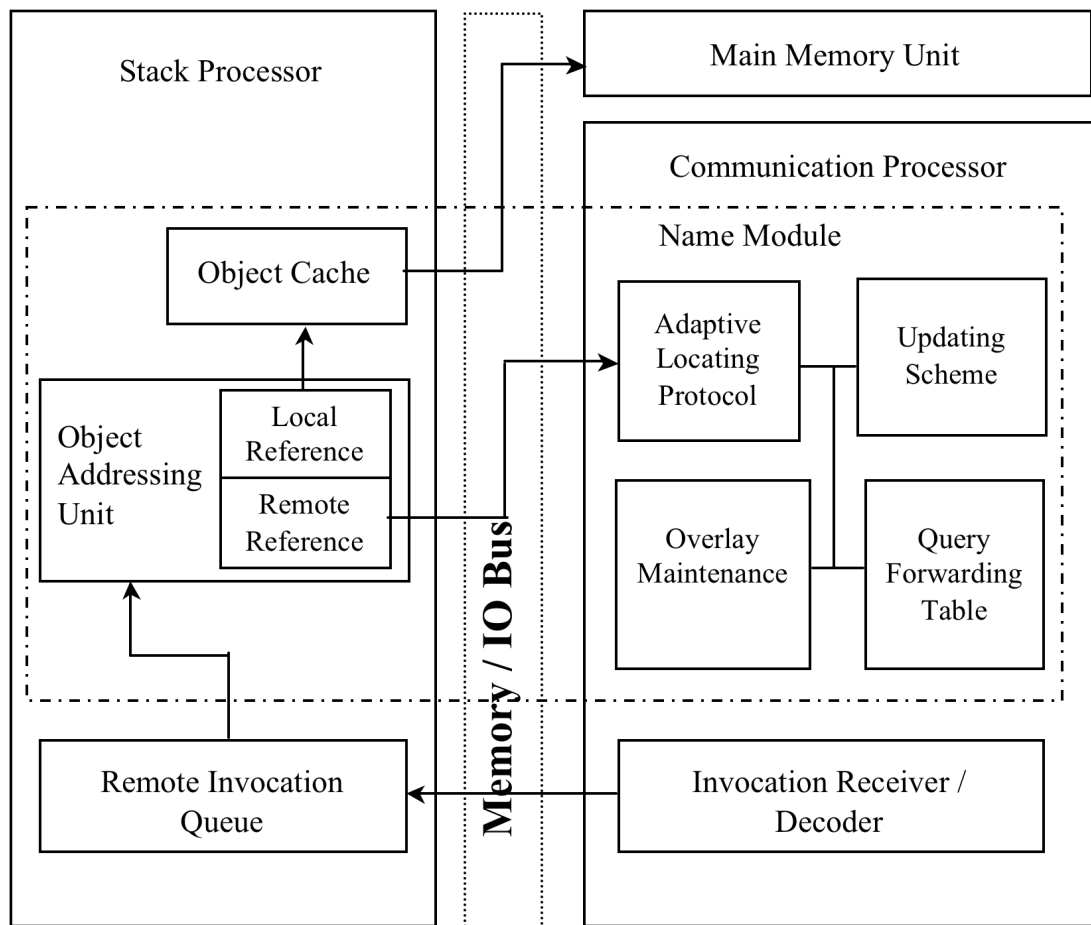 Stack Processor
Main Memory Unit
Communication Processor
Name Module
Object Cache
Adaptive
Locating
Protocol
Updating
Scheme
Object
Addressing
Unit
Local
Reference
Remote
Reference
Overlay
Maintenance
Query
Forwarding
Table
Memory / IO Bus
Remote Invocation
Queue
Invocation Receiver /
Decoder